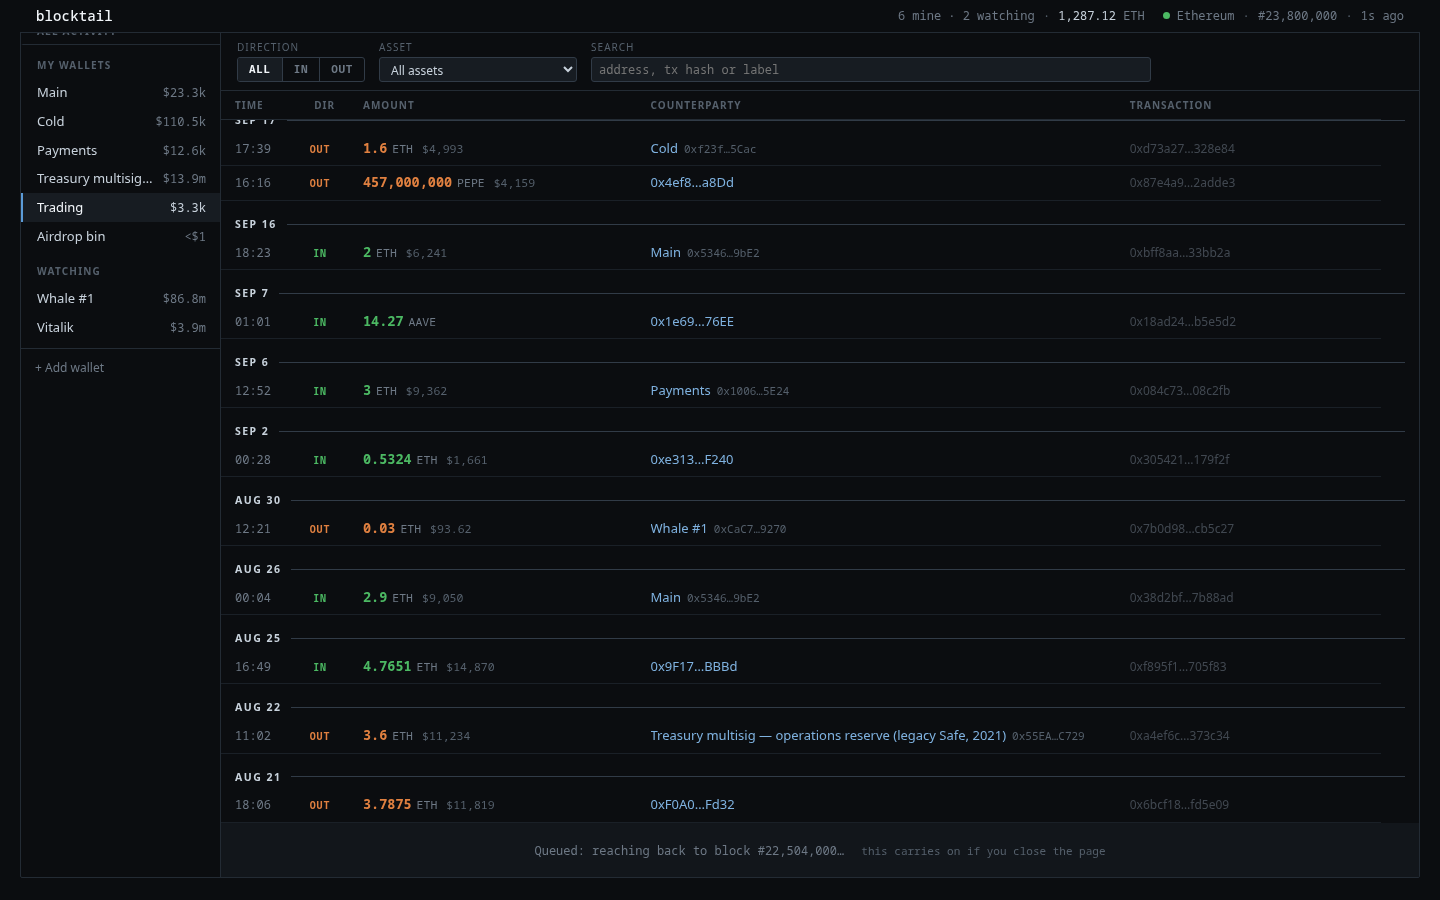 blocktail
6 mine · 2 watching · 1,287.12 ETH Ethereum · #23,800,000 · 1s ago
ALL ACTIVITY
MY WALLETS
Main $23.3k
Cold $110.5k
Payments $12.6k
Treasury multisig... $13.9m
Trading $3.3k
Airdrop bin <$1
WATCHING
Whale #1 $86.8m
Vitalik $3.9m
+ Add wallet
DIRECTION ASSET SEARCH
ALL IN OUT All assets address, tx hash or label
TIME DIR AMOUNT COUNTERPARTY TRANSACTION
SEP 17
17:39 OUT 1.6 ETH $4,993 Cold 0xf23f…5Cac 0xd73a27…328e84
16:16 OUT 457,000,000 PEPE $4,159 0x4ef8…a8Dd 0x87e4a9…2adde3
SEP 16
18:23 IN 2 ETH $6,241 Main 0x5346…9bE2 0xbff8aa…33bb2a
SEP 7
01:01 IN 14.27 AAVE 0x1e69…76EE 0x18ad24…b5e5d2
SEP 6
12:52 IN 3 ETH $9,362 Payments 0x1006…5E24 0x084c73…08c2fb
SEP 2
00:28 IN 0.5324 ETH $1,661 0xe313…F240 0x305421…179f2f
AUG 30
12:21 OUT 0.03 ETH $93.62 Whale #1 0xCaC7…9270 0x7b0d98…cb5c27
AUG 26
00:04 IN 2.9 ETH $9,050 Main 0x5346…9bE2 0x38d2bf…7b88ad
AUG 25
16:49 IN 4.7651 ETH $14,870 0x9F17…BBBd 0xf895f1…705f83
AUG 22
11:02 OUT 3.6 ETH $11,234 Treasury multisig — operations reserve (legacy Safe, 2021) 0x55EA…C729 0xa4ef6c…373c34
AUG 21
18:06 OUT 3.7875 ETH $11,819 0xF0A0…Fd32 0x6bcf18…fd5e09
Queued: reaching back to block #22,504,000… this carries on if you close the page